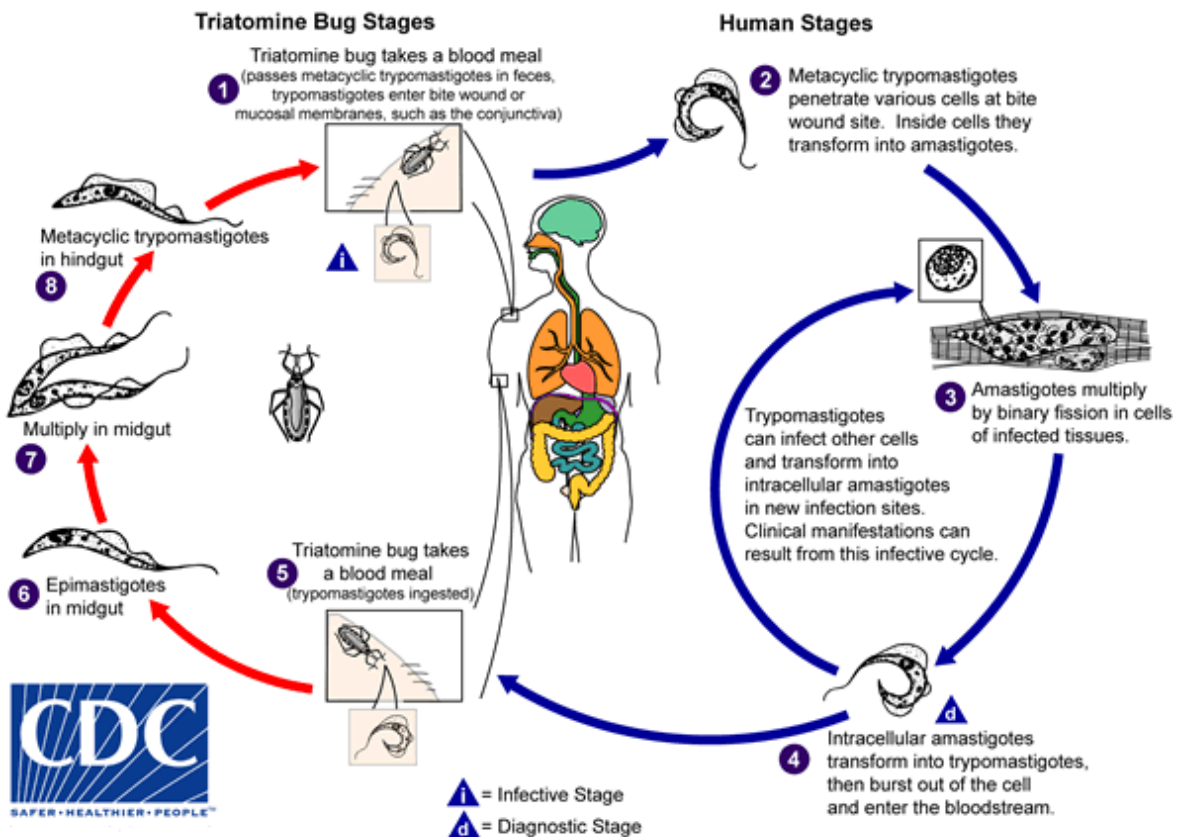 Triatomine Bug Stages
Human Stages
Triatomine bug takes a blood meal
(passes metacyclic trypomastigotes in feces,
trypomastigotes enter bite wound or
mucosal membranes, such as the conjunctiva)
1
i
2
Metacyclic trypomastigotes
penetrate various cells at bite
wound site. Inside cells they
transform into amastigotes.
3
Amastigotes multiply
by binary fission in cells
of infected tissues.
Trypomastigotes
can infect other cells
and transform into
intracellular amastigotes
in new infection sites.
Clinical manifestations can
result from this infective cycle.
d
4
Intracellular amastigotes
transform into trypomastigotes,
then burst out of the cell
and enter the bloodstream.
5
Triatomine bug takes
a blood meal
(trypomastigotes ingested)
6
Epimastigotes
in midgut
Multiply in midgut
7
Metacyclic trypomastigotes
in hindgut
8
CDC
SAFER•HEALTHIER•PEOPLE™
i = Infective Stage
d = Diagnostic Stage